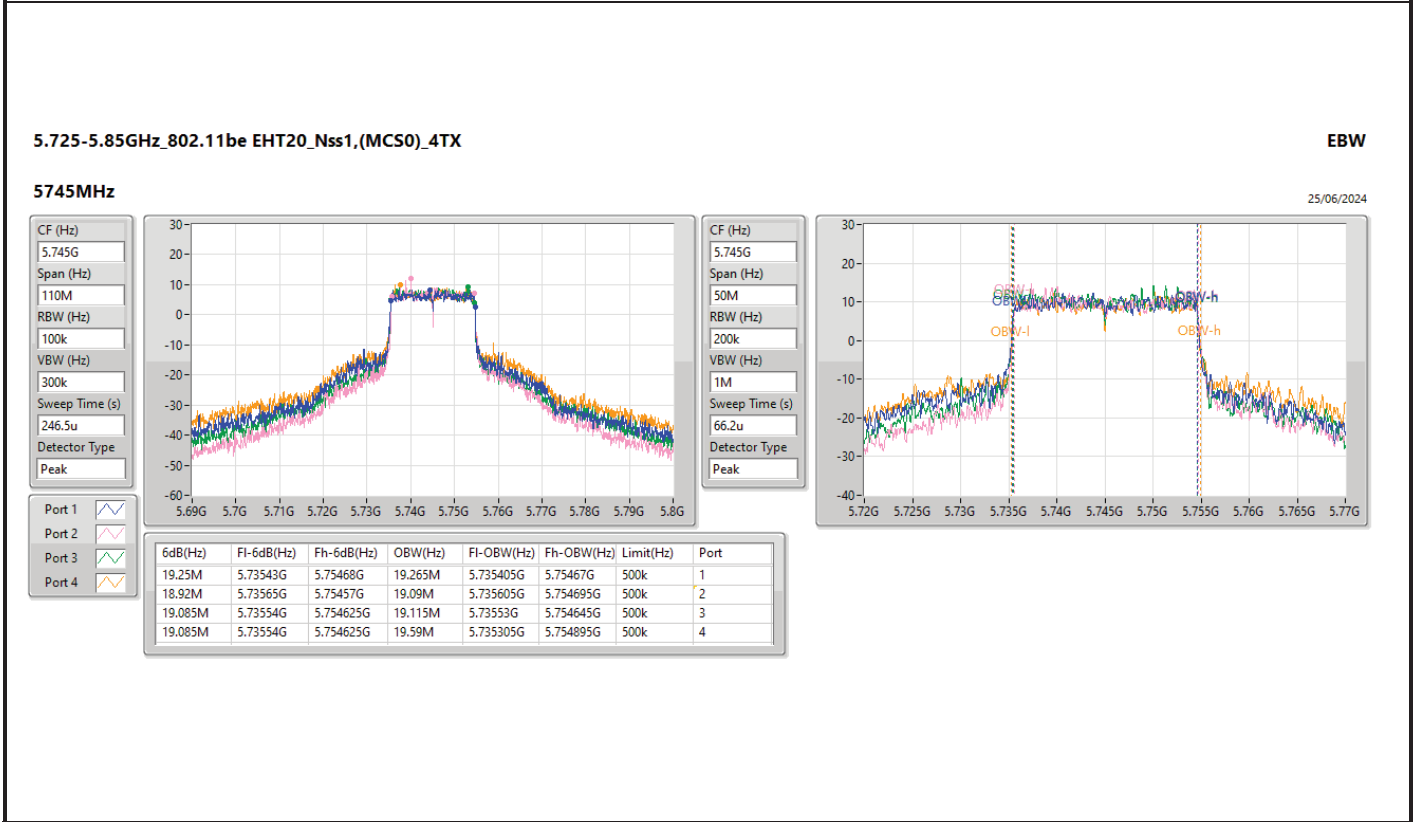 5.725-5.85GHz_802.11be EHT20_Nss1,(MCS0)_4TX
EBW
5745MHz
25/06/2024
CF (Hz)
5.745G
Span (Hz)
110M
RBW (Hz)
100k
VBW (Hz)
300k
Sweep Time (s)
246.5u
Detector Type
Peak
Port 1
Port 2
Port 3
Port 4
30
20
10
0
-10
-20
-30
-40
-50
-60
5.69G 5.7G 5.71G 5.72G 5.73G 5.74G 5.75G 5.76G 5.77G 5.78G 5.79G 5.8G
CF (Hz)
5.745G
Span (Hz)
50M
RBW (Hz)
200k
VBW (Hz)
1M
Sweep Time (s)
66.2u
Detector Type
Peak
30
20
10
0
-10
-20
-30
-40
OBW-l
OBW-h
5.72G 5.725G 5.73G 5.735G 5.74G 5.745G 5.75G 5.755G 5.76G 5.765G 5.77G
6dB(Hz) Fl-6dB(Hz) Fh-6dB(Hz) OBW(Hz) Fl-OBW(Hz) Fh-OBW(Hz) Limit(Hz) Port
19.25M 5.73543G 5.75468G 19.265M 5.735405G 5.75467G 500k 1
18.92M 5.73565G 5.75457G 19.09M 5.735605G 5.754695G 500k 2
19.085M 5.73554G 5.754625G 19.115M 5.73553G 5.754645G 500k 3
19.085M 5.73554G 5.754625G 19.59M 5.735305G 5.754895G 500k 4